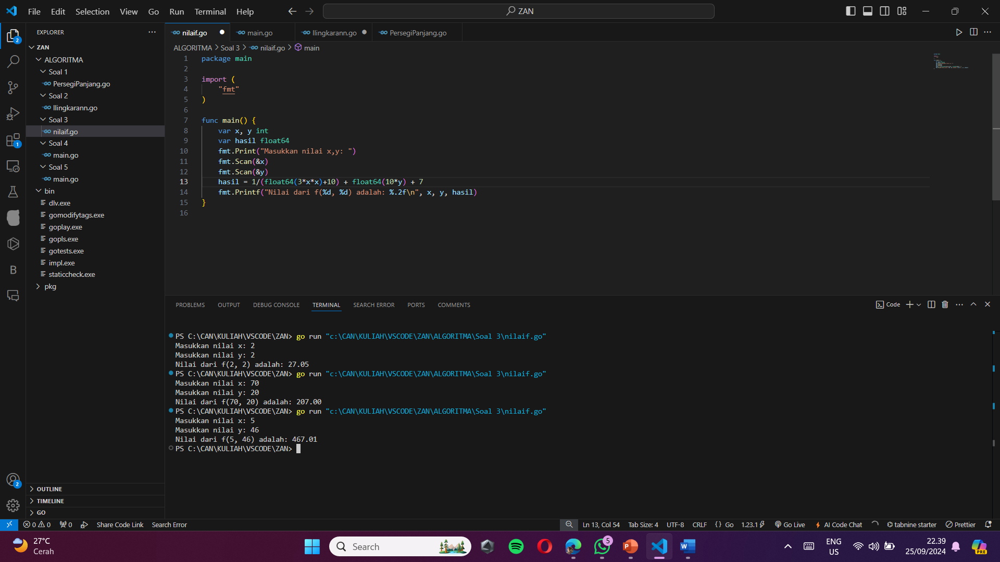 File Edit Selection View Go Run Terminal Help
ZAN
EXPLORER
ZAN
ALGORITMA
Soal 1
PersegiPanjang.go
Soal 2
llingkarann.go
Soal 3
nilaif.go
Soal 4
main.go
Soal 5
main.go
bin
dlv.exe
gomodifytags.exe
goplay.exe
gopls.exe
gotests.exe
impl.exe
staticcheck.exe
pkg
OUTLINE
TIMELINE
GO
nilaif.go main.go llingkarann.go PersegiPanjang.go
ALGORITMA > Soal 3 > nilaif.go > main
1 package main
2
3 import (
4 "fmt"
5 )
6
7 func main() {
8 var x, y int
9 var hasil float64
10 fmt.Print("Masukkan nilai x,y: ")
11 fmt.Scan(&x)
12 fmt.Scan(&y)
13 hasil = 1/(float64(3*x*x)+10) + float64(10*y) + 7
14 fmt.Printf("Nilai dari f(%d, %d) adalah: %.2f\n", x, y, hasil)
15 }
16
PROBLEMS OUTPUT DEBUG CONSOLE TERMINAL SEARCH ERROR PORTS COMMENTS
Code
PS C:\CAN\KULIAH\VSCODE\ZAN> go run "c:\CAN\KULIAH\VSCODE\ZAN\ALGORITMA\Soal 3\nilaif.go"
Masukkan nilai x: 2
Masukkan nilai y: 2
Nilai dari f(2, 2) adalah: 27.05
PS C:\CAN\KULIAH\VSCODE\ZAN> go run "c:\CAN\KULIAH\VSCODE\ZAN\ALGORITMA\Soal 3\nilaif.go"
Masukkan nilai x: 70
Masukkan nilai y: 20
Nilai dari f(70, 20) adalah: 207.00
PS C:\CAN\KULIAH\VSCODE\ZAN> go run "c:\CAN\KULIAH\VSCODE\ZAN\ALGORITMA\Soal 3\nilaif.go"
Masukkan nilai x: 5
Masukkan nilai y: 46
Nilai dari f(5, 46) adalah: 467.01
PS C:\CAN\KULIAH\VSCODE\ZAN>
0 0 0 Share Code Link Search Error
Ln 13, Col 54 Tab Size: 4 UTF-8 CRLF {} Go 1.23.1 Go Live AI Code Chat tabnine starter Prettier
27°C
Cerah
Search
5
ENG
US
22.39
25/09/2024
PRE